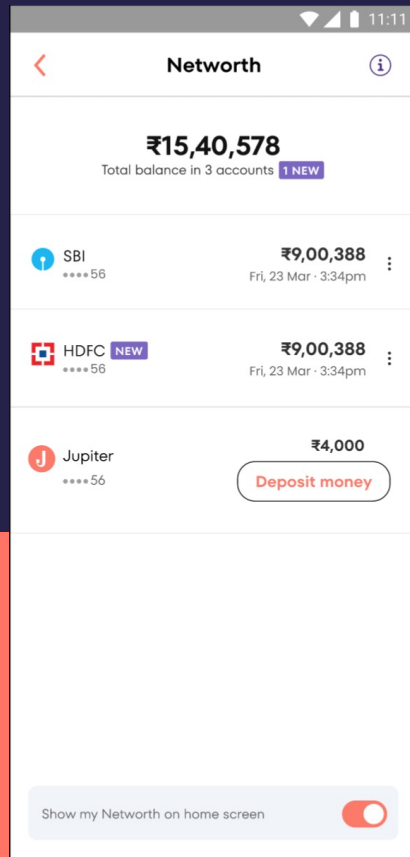 11:11
Networth
₹15,40,578
Total balance in 3 accounts 1 NEW
SBI
₹9,00,388
••••56
Fri, 23 Mar · 3:34pm
HDFC NEW
₹9,00,388
••••56
Fri, 23 Mar · 3:34pm
J
Jupiter
₹4,000
••••56
Deposit money
Show my Networth on home screen